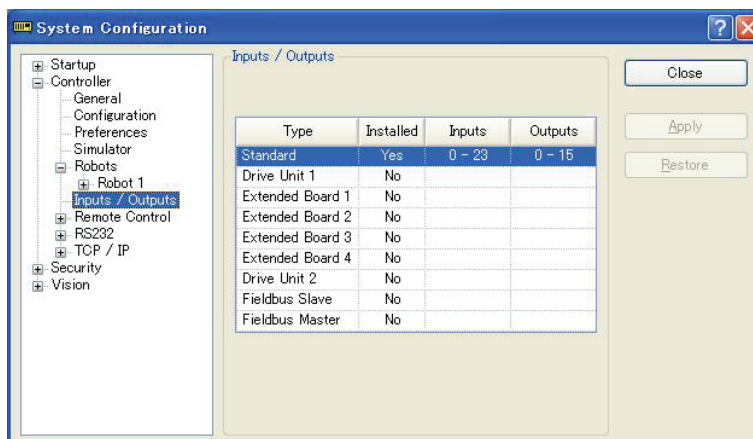 System Configuration
Startup
Controller
General
Configuration
Preferences
Simulator
Robots
Robot 1
Inputs / Outputs
Remote Control
RS232
TCP / IP
Security
Vision
Inputs / Outputs
Type Installed Inputs Outputs
Standard Yes 0 - 23 0 - 15
Drive Unit 1 No
Extended Board 1 No
Extended Board 2 No
Extended Board 3 No
Extended Board 4 No
Drive Unit 2 No
Fieldbus Slave No
Fieldbus Master No
Close
Apply
Restore